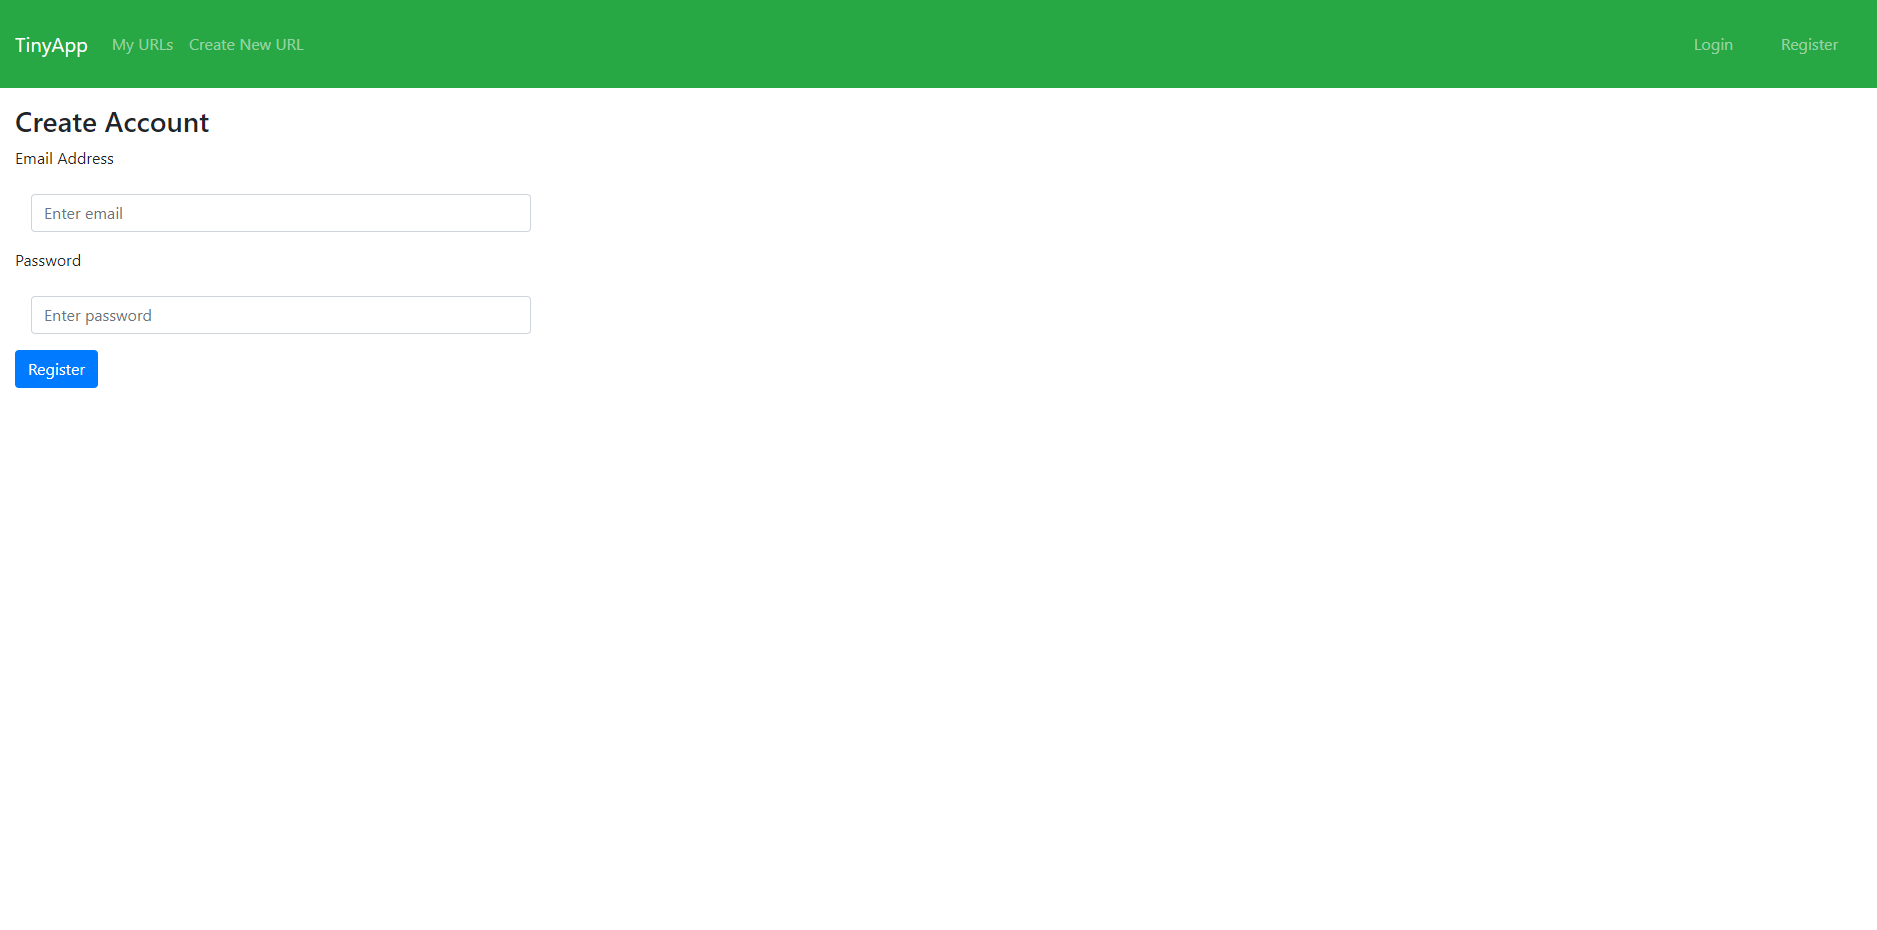 TinyApp My URLs Create New URL Login Register
Create Account
Email Address
Enter email
Password
Enter password
Register